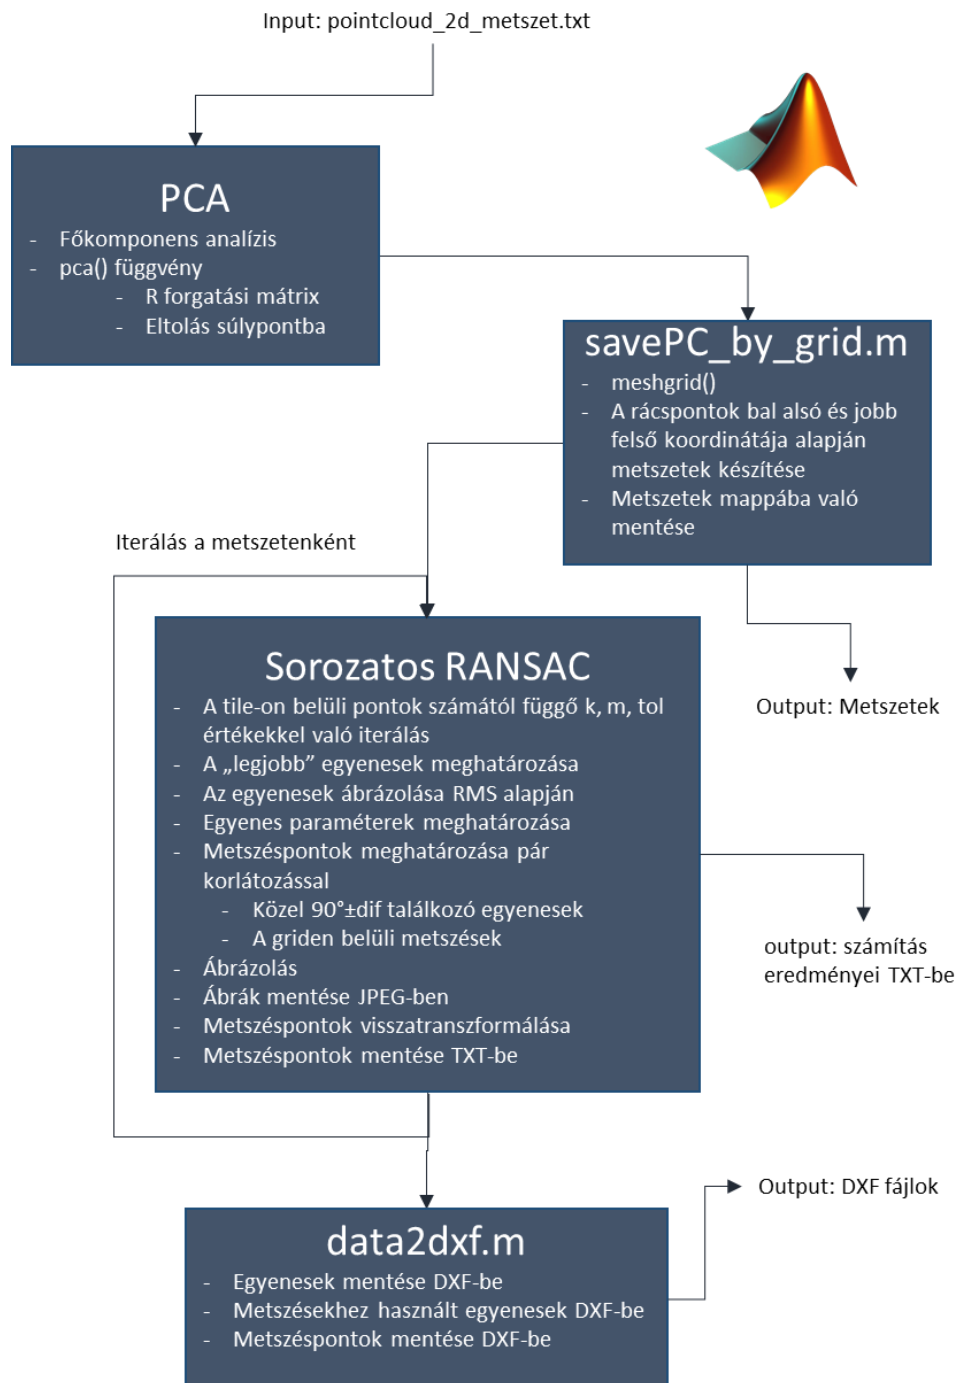 Input: pointcloud_2d_metszet.txt
PCA
- Főkomponens analízis
- pca() függvény
- R forgatási mátrix
- Eltolás súlypontba
savePC_by_grid.m
- meshgrid()
- A rácspontok bal alsó és jobb
felső koordinátája alapján
metszetek készítése
- Metszetek mappába való
mentése
Iterálás a metszetenként
Output: Metszetek
Sorozatos RANSAC
- A tile-on belüli pontok számától függő k, m, tol
értékekkel való iterálás
- A „legjobb” egyenesek meghatározása
- Az egyenesek ábrázolása RMS alapján
- Egyenes paraméterek meghatározása
- Metszéspontok meghatározása pár
korlátozással
- Közel 90°±dif találkozó egyenesek
- A griden belüli metszések
- Ábrázolás
- Ábrák mentése JPEG-ben
- Metszéspontok visszatranszformálása
- Metszéspontok mentése TXT-be
output: számítás
eredményei TXT-be
Output: DXF fájlok
data2dxf.m
- Egyenesek mentése DXF-be
- Metszésekhez használt egyenesek DXF-be
- Metszéspontok mentése DXF-be